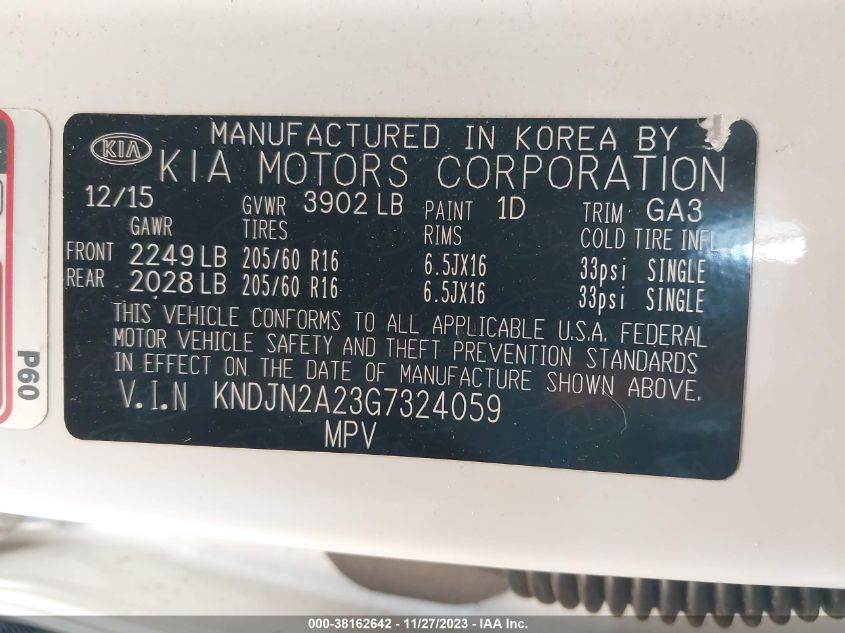 MANUFACTURED IN KOREA BY
KIA KIA MOTORS CORPORATION
12/15 GVWR 3902 LB PAINT 1D TRIM GA3
GAWR TIRES RIMS COLD TIRE INFL
FRONT 2249 LB 205/60 R16 6.5JX16 33psi SINGLE
REAR 2028 LB 205/60 R16 6.5JX16 33psi SINGLE
THIS VEHICLE CONFORMS TO ALL APPLICABLE U.S.A. FEDERAL
MOTOR VEHICLE SAFETY AND THEFT PREVENTION STANDARDS
IN EFFECT ON THE DATE OF MANUFACTURE SHOWN ABOVE.
V.I.N KNDJN2A23G7324059
MPV
P60
000-38162642 - 11/27/2023 - IAA Inc.